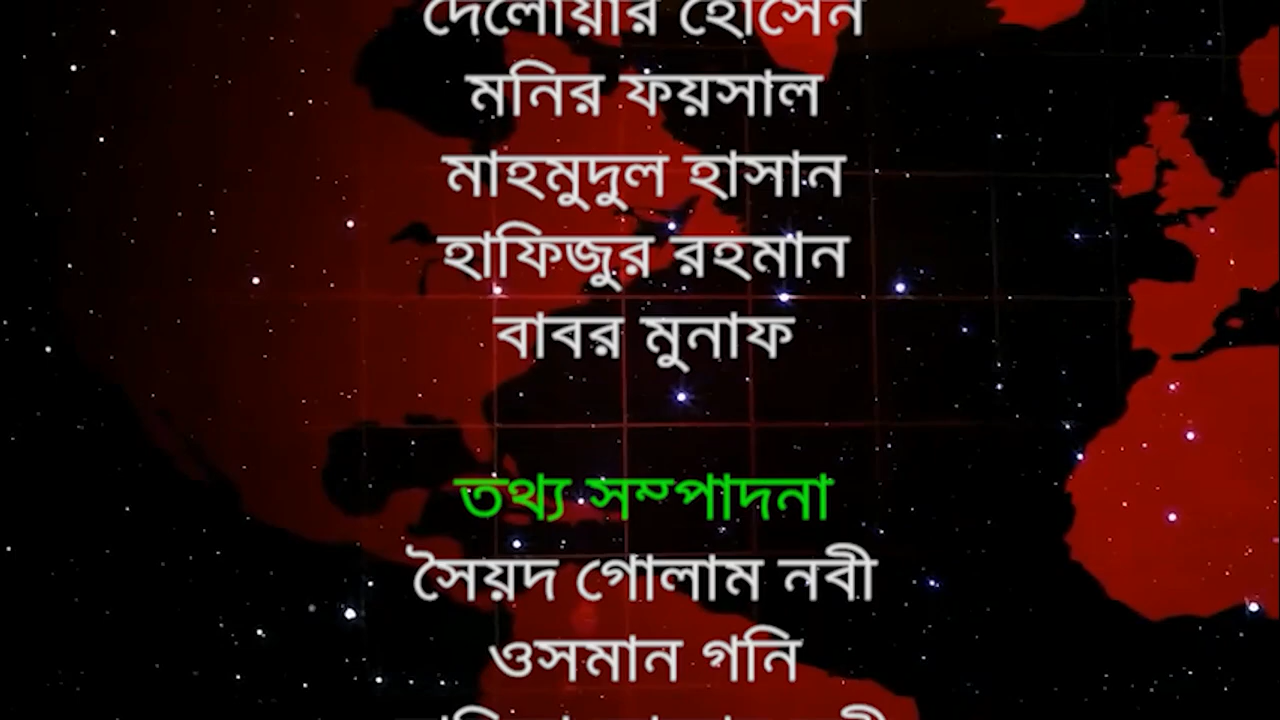 দেলোয়ার হোসেন
মনির ফয়সাল
মাহমুদুল হাসান
হাফিজুর রহমান
বাবর মুনাফ
তথ্য সম্পাদনা
সৈয়দ গোলাম নবী
ওসমান গনি